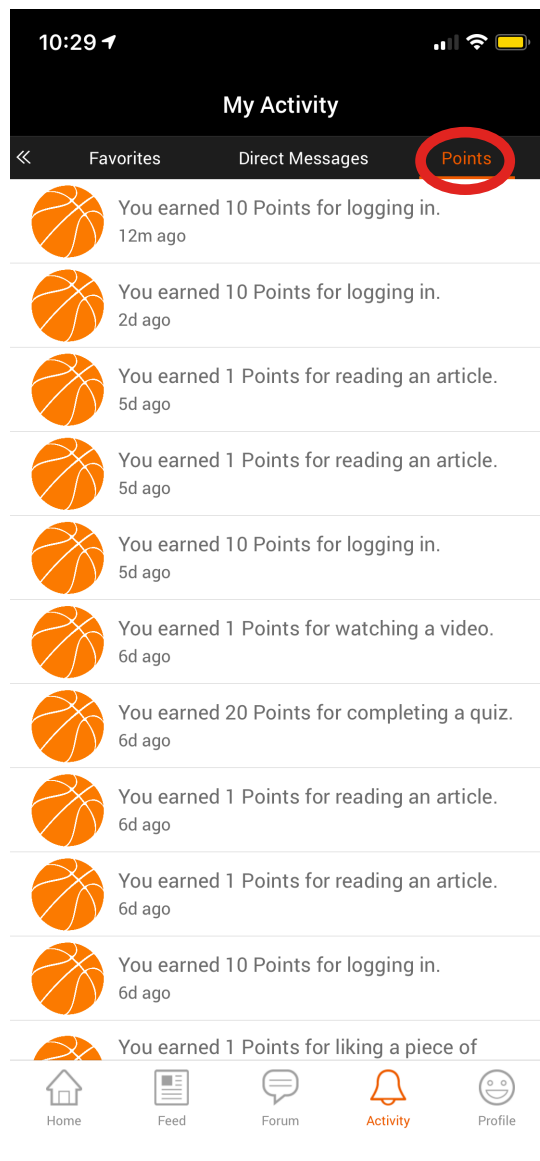 10:29
My Activity
Favorites
Direct Messages
Points
You earned 10 Points for logging in.
12m ago
You earned 10 Points for logging in.
2d ago
You earned 1 Points for reading an article.
5d ago
You earned 1 Points for reading an article.
5d ago
You earned 10 Points for logging in.
5d ago
You earned 1 Points for watching a video.
6d ago
You earned 20 Points for completing a quiz.
6d ago
You earned 1 Points for reading an article.
6d ago
You earned 1 Points for reading an article.
6d ago
You earned 10 Points for logging in.
6d ago
You earned 1 Points for liking a piece of
Home
Feed
Forum
Activity
Profile